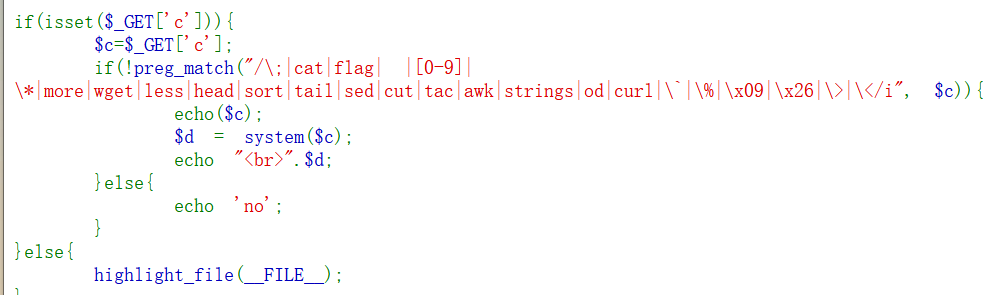 if(isset($_GET['c'])){
$c=$_GET['c'];
if(!preg_match("/\;|cat|flag| |[0-9]|
\*|more|wget|less|head|sort|tail|sed|cut|tac|awk|strings|od|curl|\`|\%|\x09|\x26|\>|\</i", $c)){
echo($c);
$d = system($c);
echo "<br>".$d;
}else{
echo 'no';
}
}else{
highlight_file(__FILE__);
}